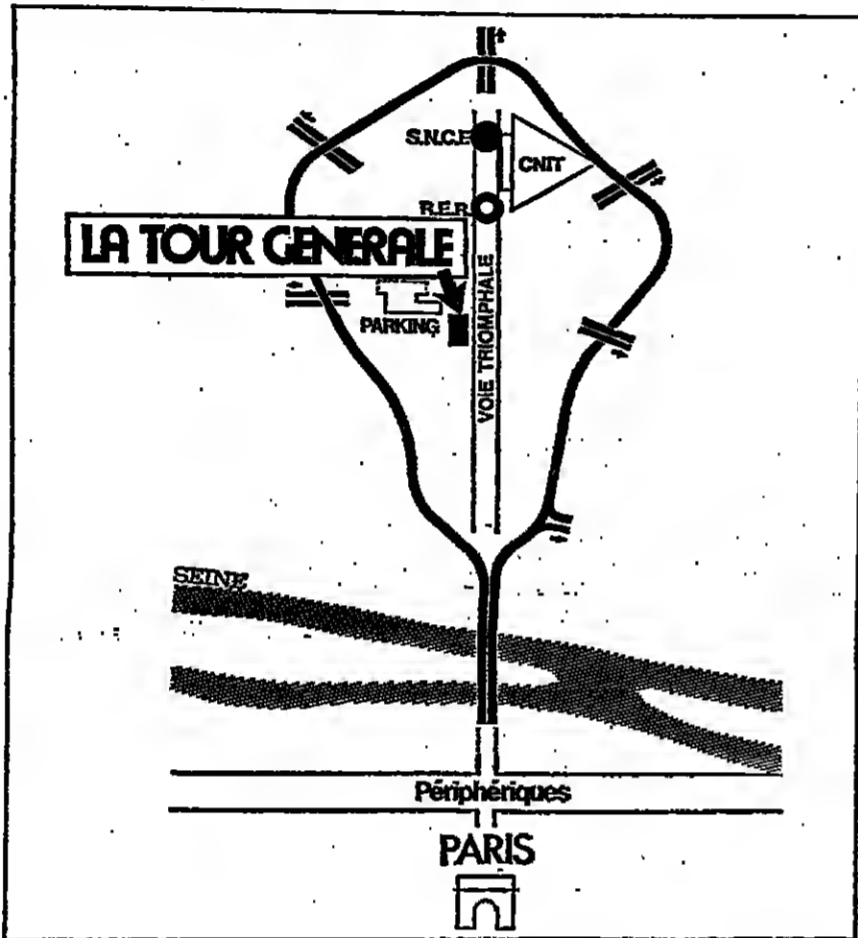 S.N.C.F.
CNIT
R.E.R.
LA TOUR GENERALE
PARKING
VOIE TRIOMPHALE
SEINE
Périphériques
PARIS